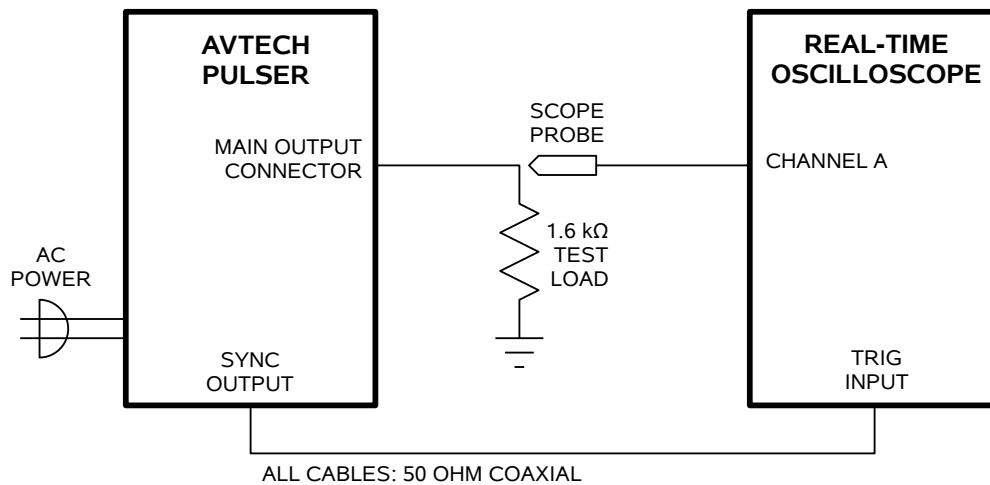 AVTECH
PULSER
REAL-TIME
OSCILLOSCOPE
SCOPE
PROBE
MAIN OUTPUT
CONNECTOR
CHANNEL A
1.6 kΩ
TEST
LOAD
AC
POWER
SYNC
OUTPUT
TRIG
INPUT
ALL CABLES: 50 OHM COAXIAL